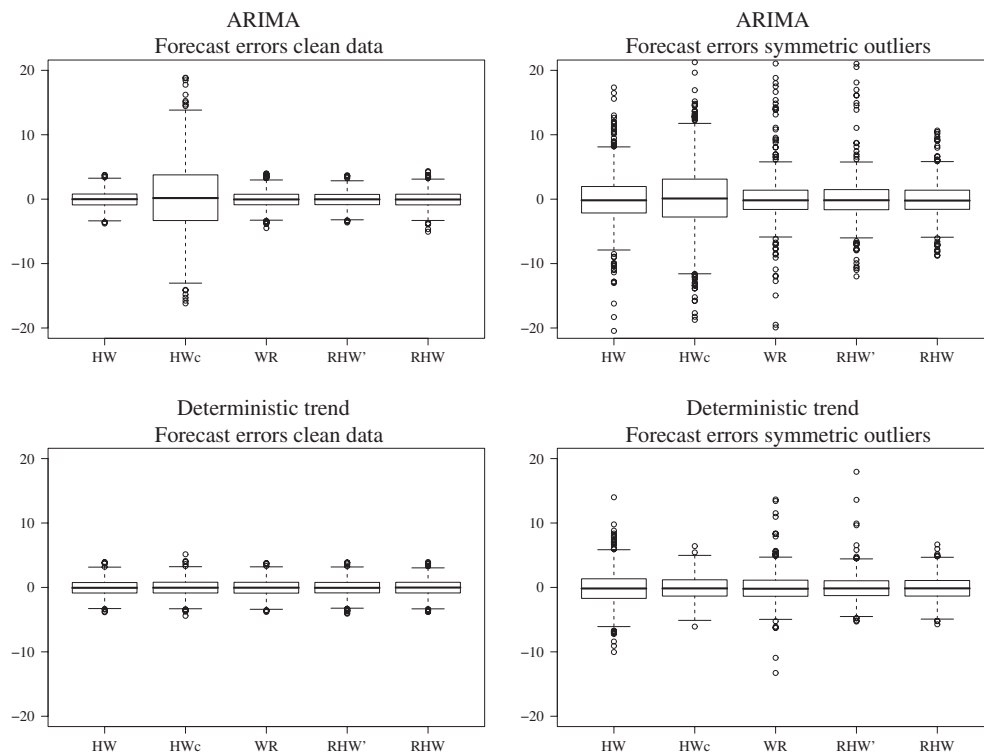 ARIMA
Forecast errors clean data
20
10
0
−10
−20
HW HWc WR RHW’ RHW
ARIMA
Forecast errors symmetric outliers
20
10
0
−10
−20
HW HWc WR RHW’ RHW
Deterministic trend
Forecast errors clean data
20
10
0
−10
−20
HW HWc WR RHW’ RHW
Deterministic trend
Forecast errors symmetric outliers
20
10
0
−10
−20
HW HWc WR RHW’ RHW